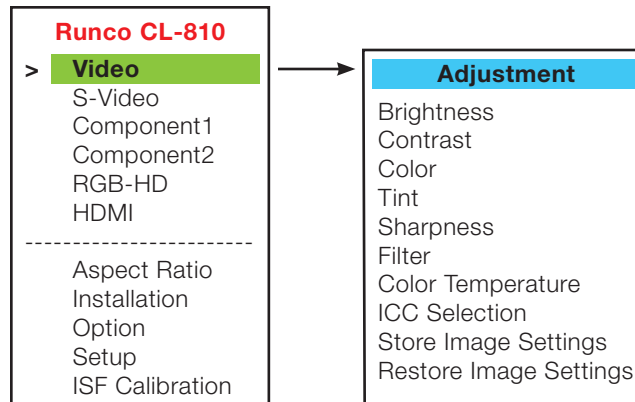 Runco CL-810
> Video
S-Video
Component1
Component2
RGB-HD
HDMI
Aspect Ratio
Installation
Option
Setup
ISF Calibration
Adjustment
Brightness
Contrast
Color
Tint
Sharpness
Filter
Color Temperature
ICC Selection
Store Image Settings
Restore Image Settings